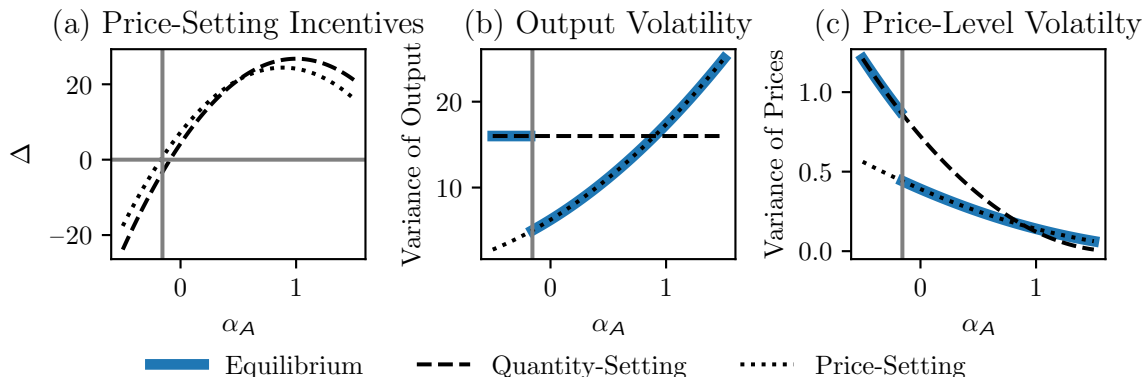 (a) Price-Setting Incentives
(b) Output Volatility
(c) Price-Level Volatilty
Δ
20
0
−20
0
1
α_A
Variance of Output
20
10
0
1
α_A
Variance of Prices
1.0
0.5
0.0
0
1
α_A
Equilibrium
Quantity-Setting
Price-Setting